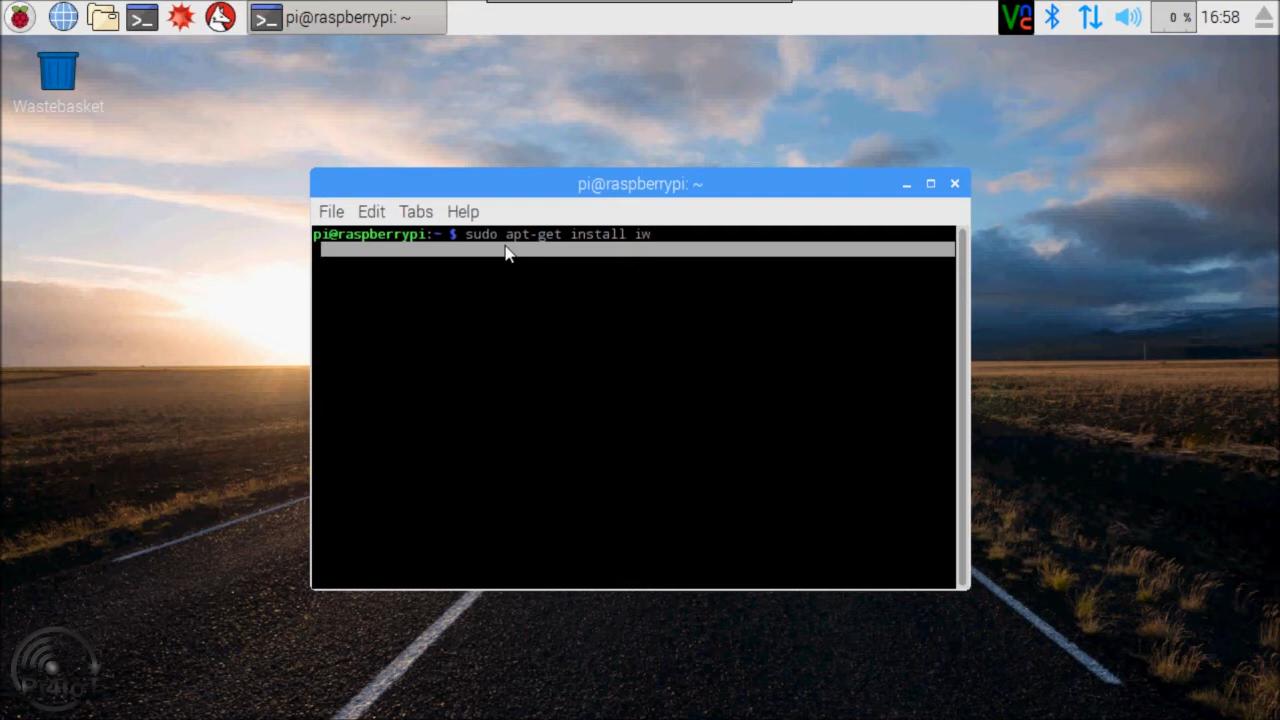 pi@raspberrypi: ~
0 %
16:58
Wastebasket
pi@raspberrypi: ~
File Edit Tabs Help
pi@raspberrypi:~ $ sudo apt-get install iw
Pi4IoT